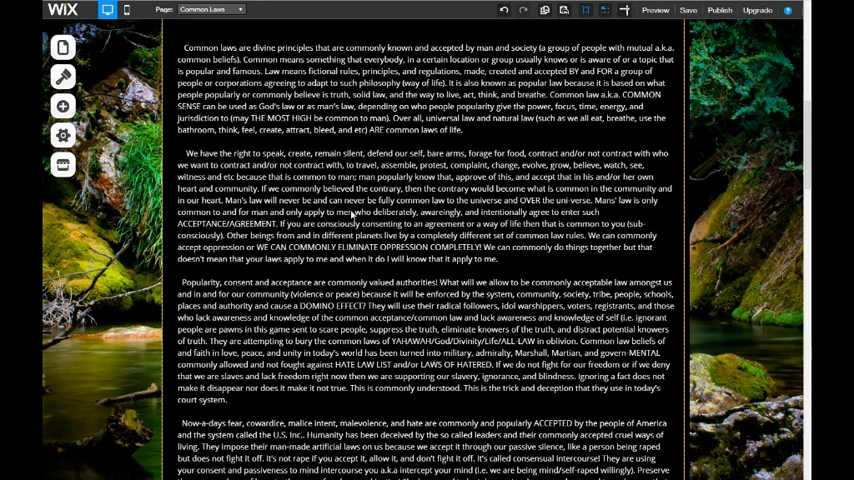 WiX
Page:
Common Laws
Preview
Save
Publish
Upgrade
?
Common laws are divine principles that are commonly known and accepted by man and society (a group of people with mutual a.k.a.
common beliefs). Common means something that everybody, in a certain location or group usually knows or is aware of or a topic that
is popular and famous. Law means fictional rules, principles, and regulations, made, created and accepted BY and FOR a group of
people or corporations agreeing to adapt to such philosophy (way of life). It is also known as popular law because it is based on what
people popularly or commonly believe is truth, solid law, and the way to live, act, think, and breathe. Common law a.k.a. COMMON
SENSE can be used as God's law or as man's law, depending on who people popularity give the power, focus, time, energy, and
jurisdiction to (may THE MOST HIGH be common to man). Over all, universal law and natural law (such as we all eat, breathe, use the
bathroom, think, feel, create, attract, bleed, and etc) ARE common laws of life.
We have the right to speak, create, remain silent, defend our self, bare arms, forage for food, contract and/or not contract with who
we want to contract and/or not contract with, to travel, assemble, protest, complaint, change, evolve, grow, believe, watch, see,
witness and etc because that is common to man; man popularly know that, approve of this, and accept that in his and/or her own
heart and community. If we commonly believed the contrary, then the contrary would become what is common in the community and
in our heart. Man's law will never be and can never be fully common law to the universe and OVER the uni-verse. Mans' law is only
common to and for man and only apply to men who deliberately, awareingly, and intentionally agree to enter such
ACCEPTANCE/AGREEMENT. If you are consciously consenting to an agreement or a way of life then that is common to you (sub-
consciously). Other beings from and in different planets live by a completely different set of common law rules. We can commonly
accept oppression or WE CAN COMMONLY ELIMINATE OPPRESSION COMPLETELY! We can commonly do things together but that
doesn't mean that your laws apply to me and when it do I will know that it apply to me.
Popularity, consent and acceptance are commonly valued authorities! What will we allow to be commonly acceptable law amongst us
and in and for our community (violence or peace) because it will be enforced by the system, community, society, tribe, people, schools,
places and authority and cause a DOMINO EFFECT? They will use their radical followers, idol warshippers, voters, registrants, and those
who lack awareness and knowledge of the common acceptance/common law and lack awareness and knowledge of self (i.e. ignorant
people are pawns in this game sent to scare people, suppress the truth, eliminate knowers of the truth, and distract potential knowers
of truth. They are attempting to bury the common laws of YAHAWAH/God/Divinity/Life/ALL-LAW in oblivion. Common law beliefs of
and faith in love, peace, and unity in today's world has been turned into military, admiralty, Marshall, Martian, and govern-MENTAL
commonly allowed and not fought against HATE LAW LIST and/or LAWS OF HATERED. If we do not fight for our freedom or if we deny
that we are slaves and lack freedom right now then we are supporting our slavery, ignorance, and blindness. Ignoring a fact does not
make it disappear nor does it make it not true. This is commonly understood. This is the trick and deception that they use in today's
court system.
Now-a-days fear, cowardice, malice intent, malevolence, and hate are commonly and popularly ACCEPTED by the people of America
and the system called the U.S. Inc.. Humanity has been deceived by the so called leaders and their commonly accepted cruel ways of
living. They impose their man-made artificial laws on us because we accept it through our passive silence, like a person being raped
but does not fight it off. It's not rape if you accept it, allow it, and don't fight it off. It's called consensual Intercourse! They are using
your consent and passiveness to mind intercourse you a.k.a intercept your mind (i.e. we are being mind/self-raped willingly). Preserve